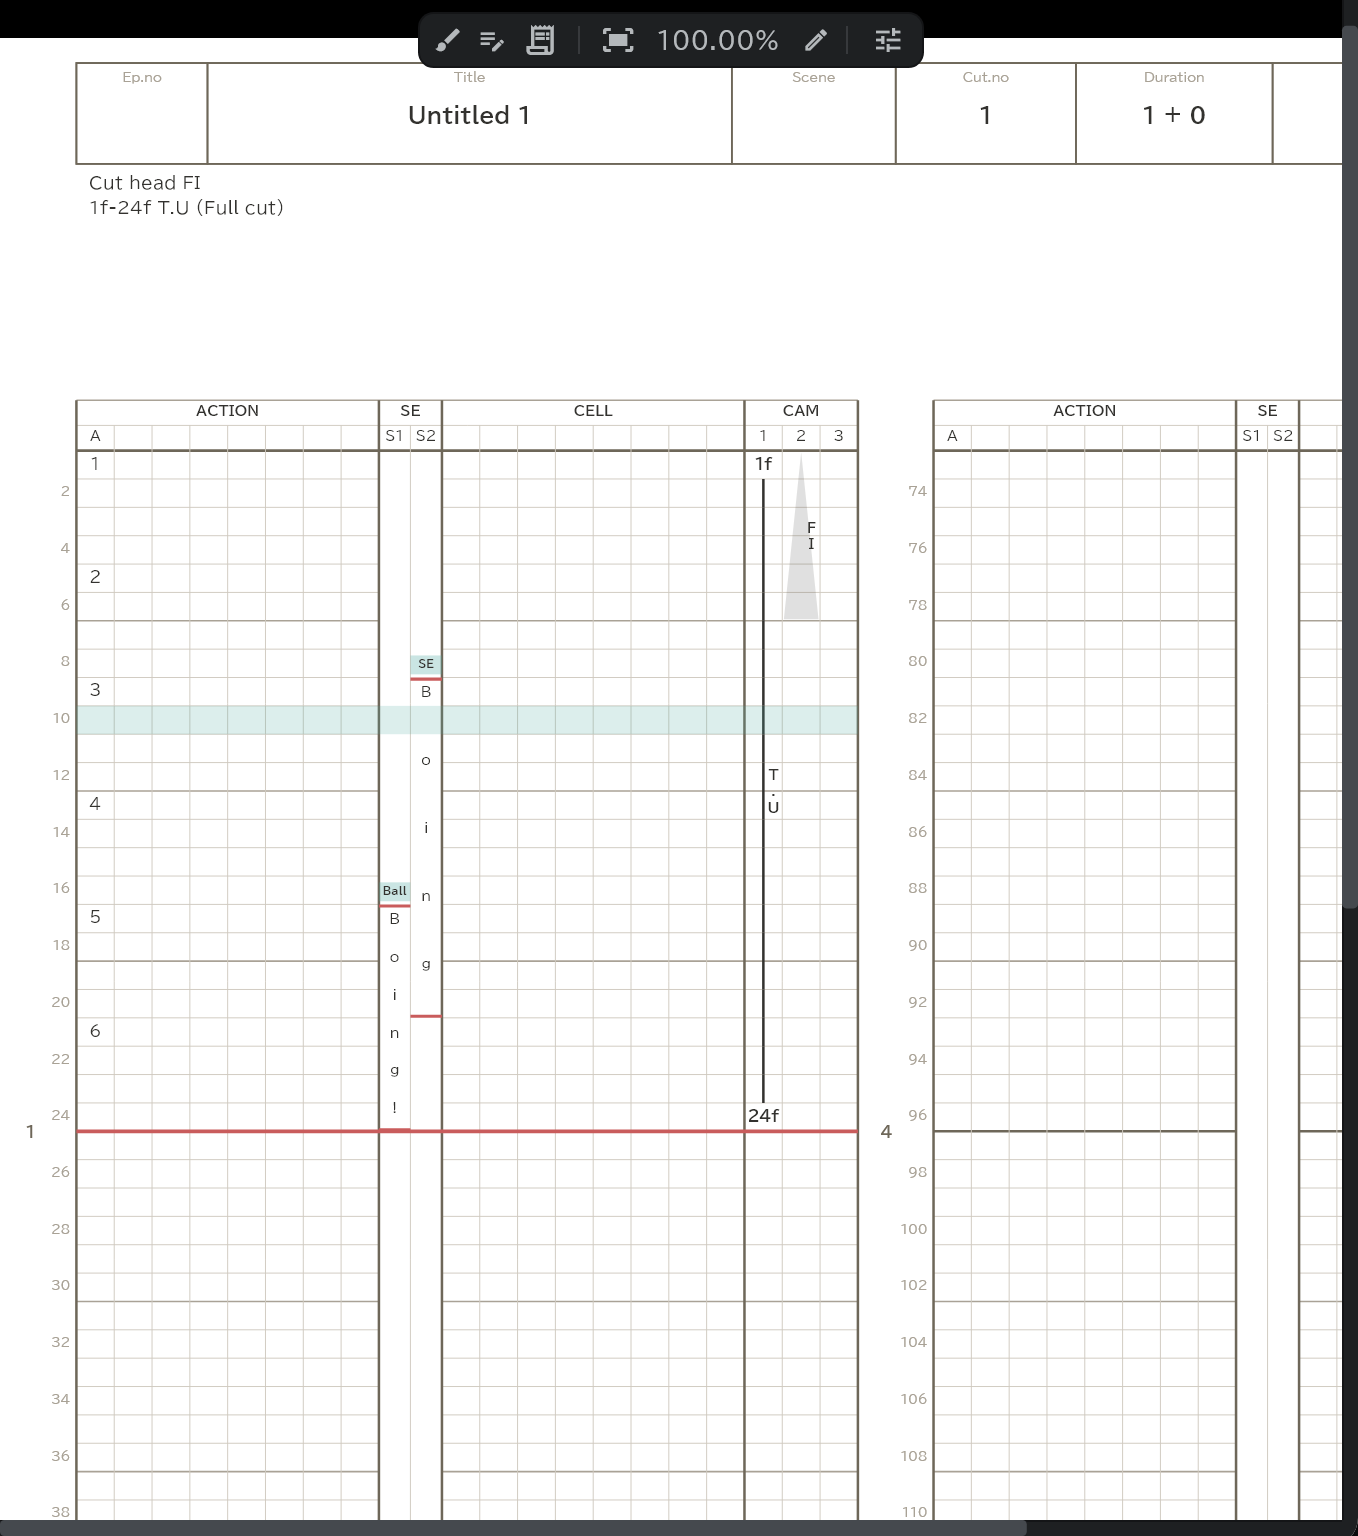 100.00%
Ep.no Title Scene Cut.no Duration
Untitled 1 1 1 + 0
Cut head FI
1f-24f T.U (Full cut)
ACTION SE CELL CAM ACTION SE
A S1 S2 1 2 3 A S1 S2
1 1f
2 74
F
4 I 76
2
6 78
8 SE 80
3 B
10 82
o
12 T 84
.
4 U
14 i 86
16 Ball n 88
5 B
18 90
o g
20 i 92
6 n
22 94
g
24 ! 24f 96
1 4
26 98
28 100
30 102
32 104
34 106
36 108
38 110